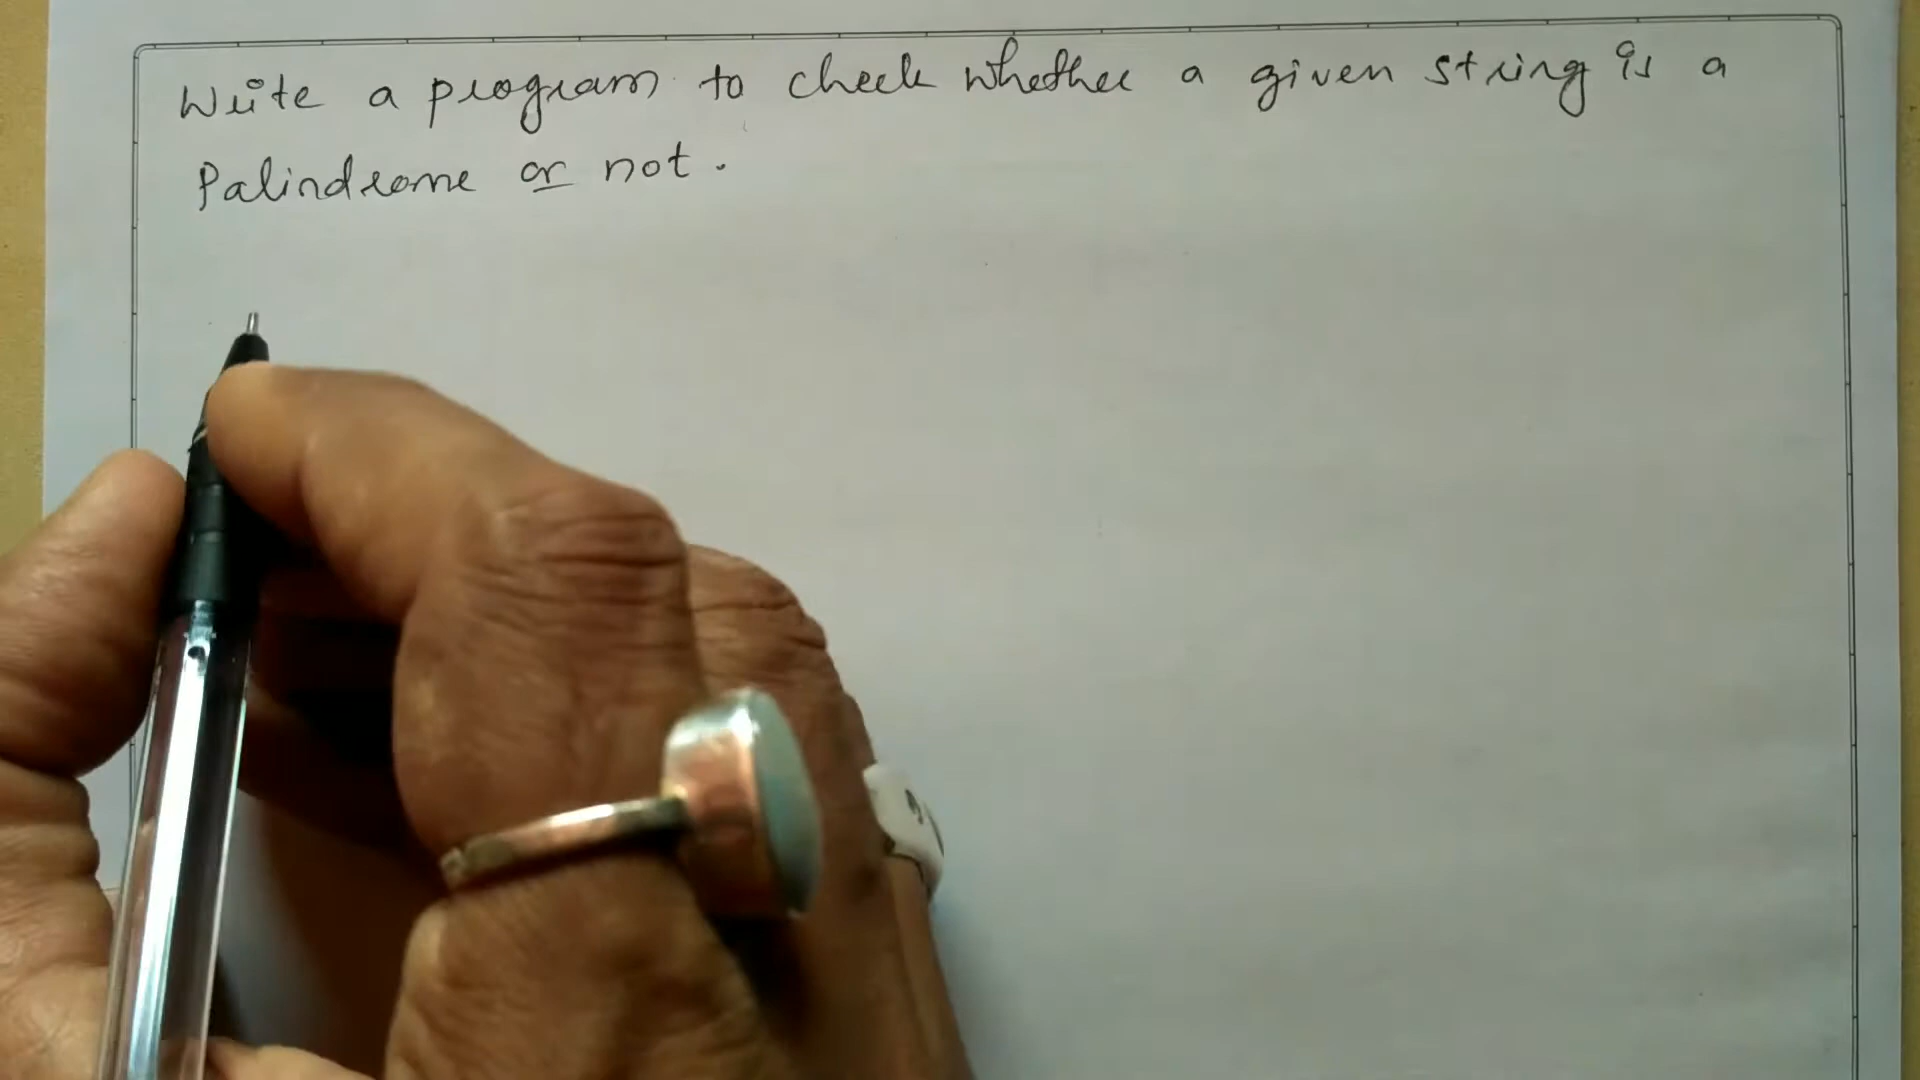 Write a program to check whether a given string is a
Palindrome or not.